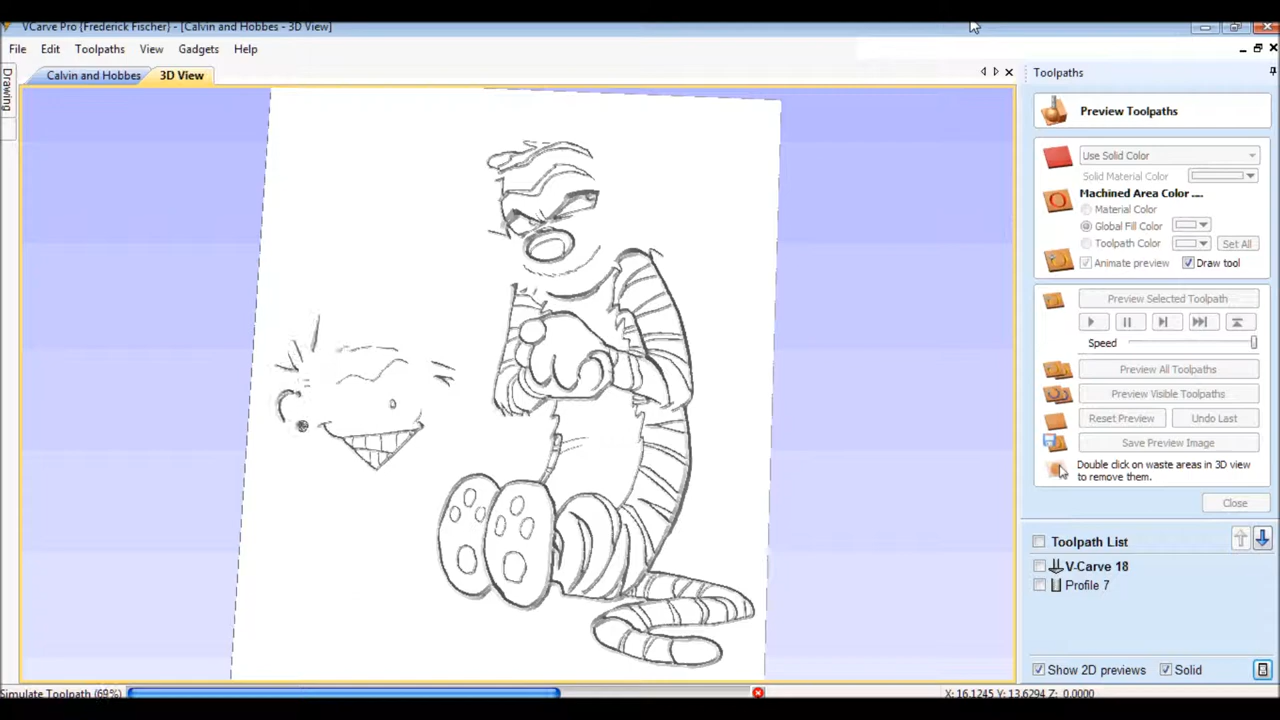 VCarve Pro {Frederick Fischer} - [Calvin and Hobbes - 3D View]
File Edit Toolpaths View Gadgets Help
Drawing
Calvin and Hobbes 3D View
Toolpaths
Preview Toolpaths
Use Solid Color
Solid Material Color
Machined Area Color ....
Material Color
Global Fill Color
Toolpath Color Set All
Animate preview Draw tool
Preview Selected Toolpath
Speed
Preview All Toolpaths
Preview Visible Toolpaths
Reset Preview Undo Last
Save Preview Image
Double click on waste areas in 3D view
to remove them.
Close
Toolpath List
V-Carve 18
Profile 7
Show 2D previews Solid
Simulate Toolpath (69%) X: 16.1245 Y: 13.6294 Z: 0.0000